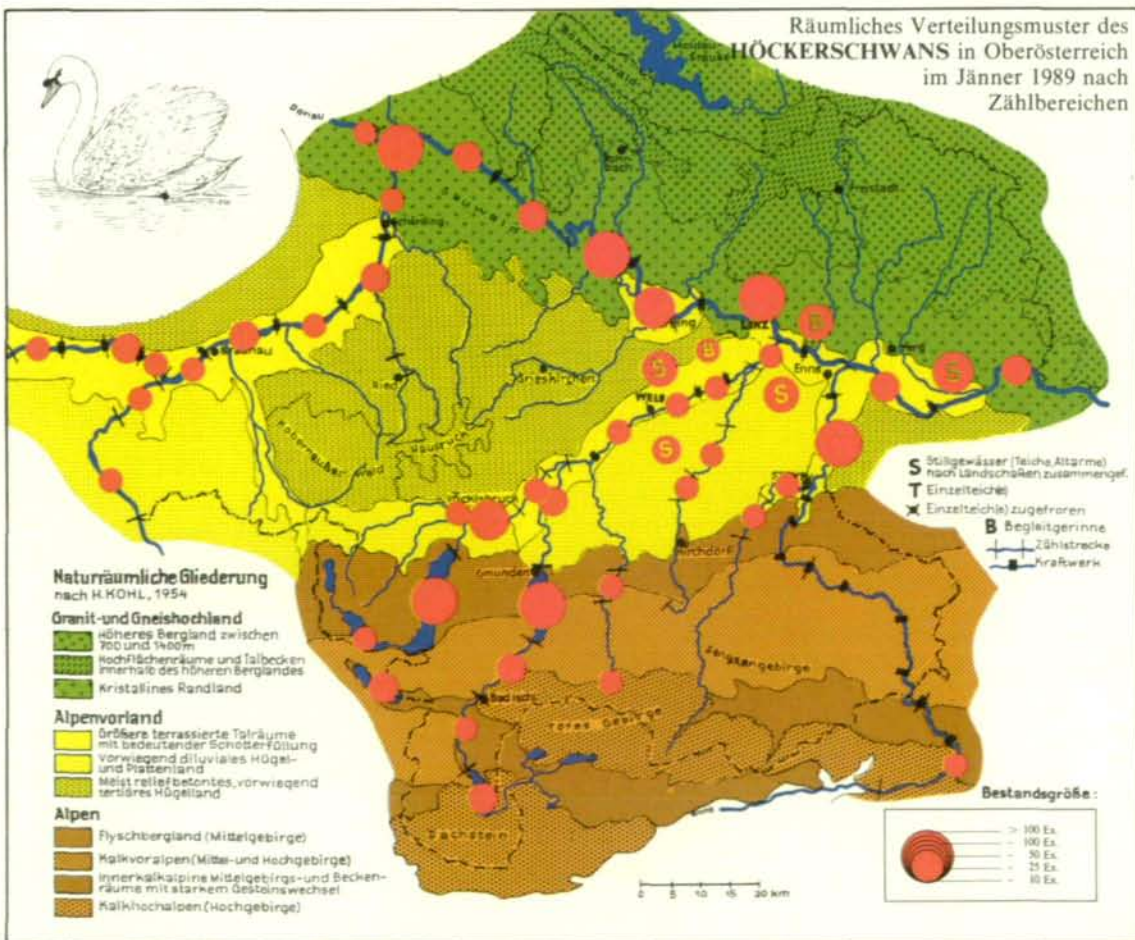 Räumliches Verteilungsmuster des
HÖCKERSCHWANS in Oberösterreich
im Jänner 1989 nach
Zählbereichen
Donau
Braunau
Ried
Grieskirchen
Hausruck
LINZ
B
S
B
WELS
S
S
S
Enns
Gmunden
Kirchdorf
Sengsengebirge
Bad Ischl
Totes Gebirge
Dachstein
S Stillgewässer (Teiche, Altarme)
nach Landschaften zusammengef.
T Einzelteich(e)
Einzelteich(e) zugefroren
B Begleitgerinne
Zählstrecke
Kraftwerk
Naturräumliche Gliederung
nach H. KOHL, 1954
Granit- und Gneishochland
Höheres Bergland zwischen
700 und 1400m
Hochflächenräume und Talbecken
innerhalb des höheren Berglandes
Kristallines Randland
Alpenvorland
Größere terrassierte Talräume
mit bedeutender Schotterfüllung
Vorwiegend diluviales Hügel-
und Plattenland
Meist reliefbetontes, vorwiegend
tertiäres Hügelland
Alpen
Flyschbergland (Mittelgebirge)
Kalkvoralpen (Mittel- und Hochgebirge)
Innerkalkalpine Mittelgebirgs- und Becken-
räume mit starkem Gesteinswechsel
Kalkhochalpen (Hochgebirge)
0 5 10 20 km
Bestandsgröße:
> 100 Ex.
- 100 Ex.
- 50 Ex.
- 25 Ex.
- 10 Ex.